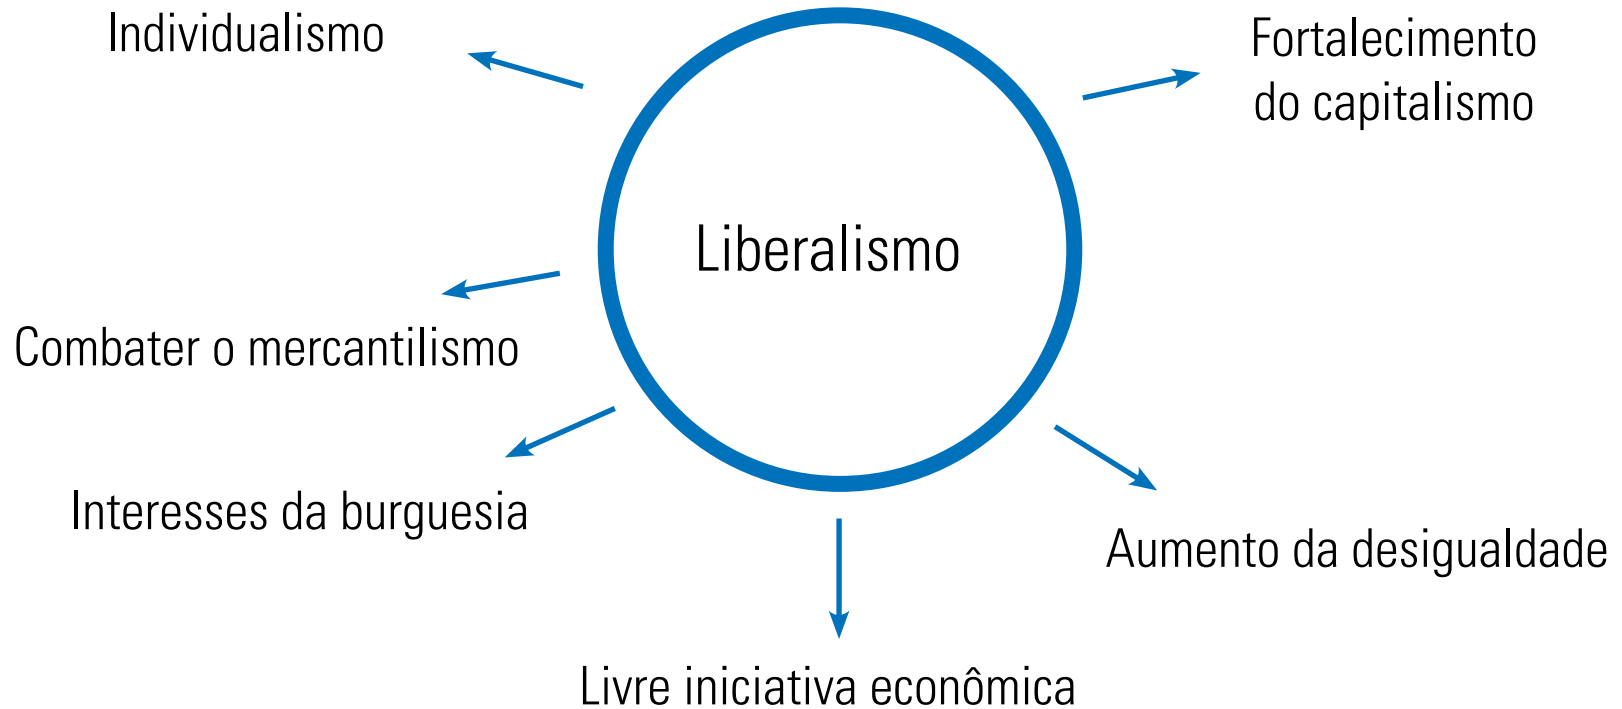 Individualismo
Fortalecimento
do capitalismo
Liberalismo
Combater o mercantilismo
Interesses da burguesia
Aumento da desigualdade
Livre iniciativa econômica